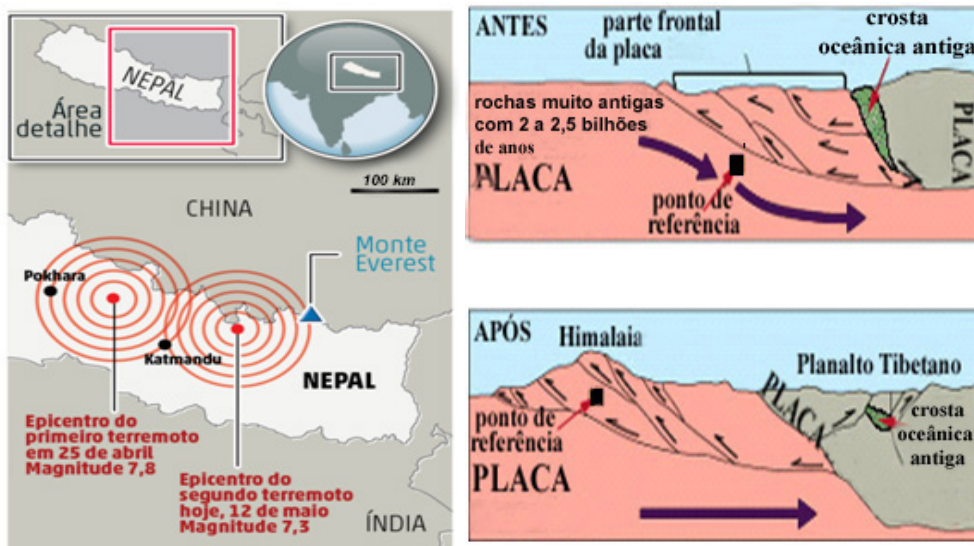 NEPAL
Área
detalhe
100 km
CHINA
Monte
Everest
Pokhara
Katmandu
NEPAL
Epicentro do
primeiro terremoto
em 25 de abril
Magnitude 7,8
Epicentro do
segundo terremoto
hoje, 12 de maio
Magnitude 7,3
ÍNDIA
ANTES
parte frontal
da placa
crosta
oceânica antiga
rochas muito antigas
com 2 a 2,5 bilhões
de anos
PLACA
ponto de
referência
PLACA
APÓS
Himalaia
Planalto Tibetano
PLACA
crosta
oceânica
antiga
ponto de
referência
PLACA